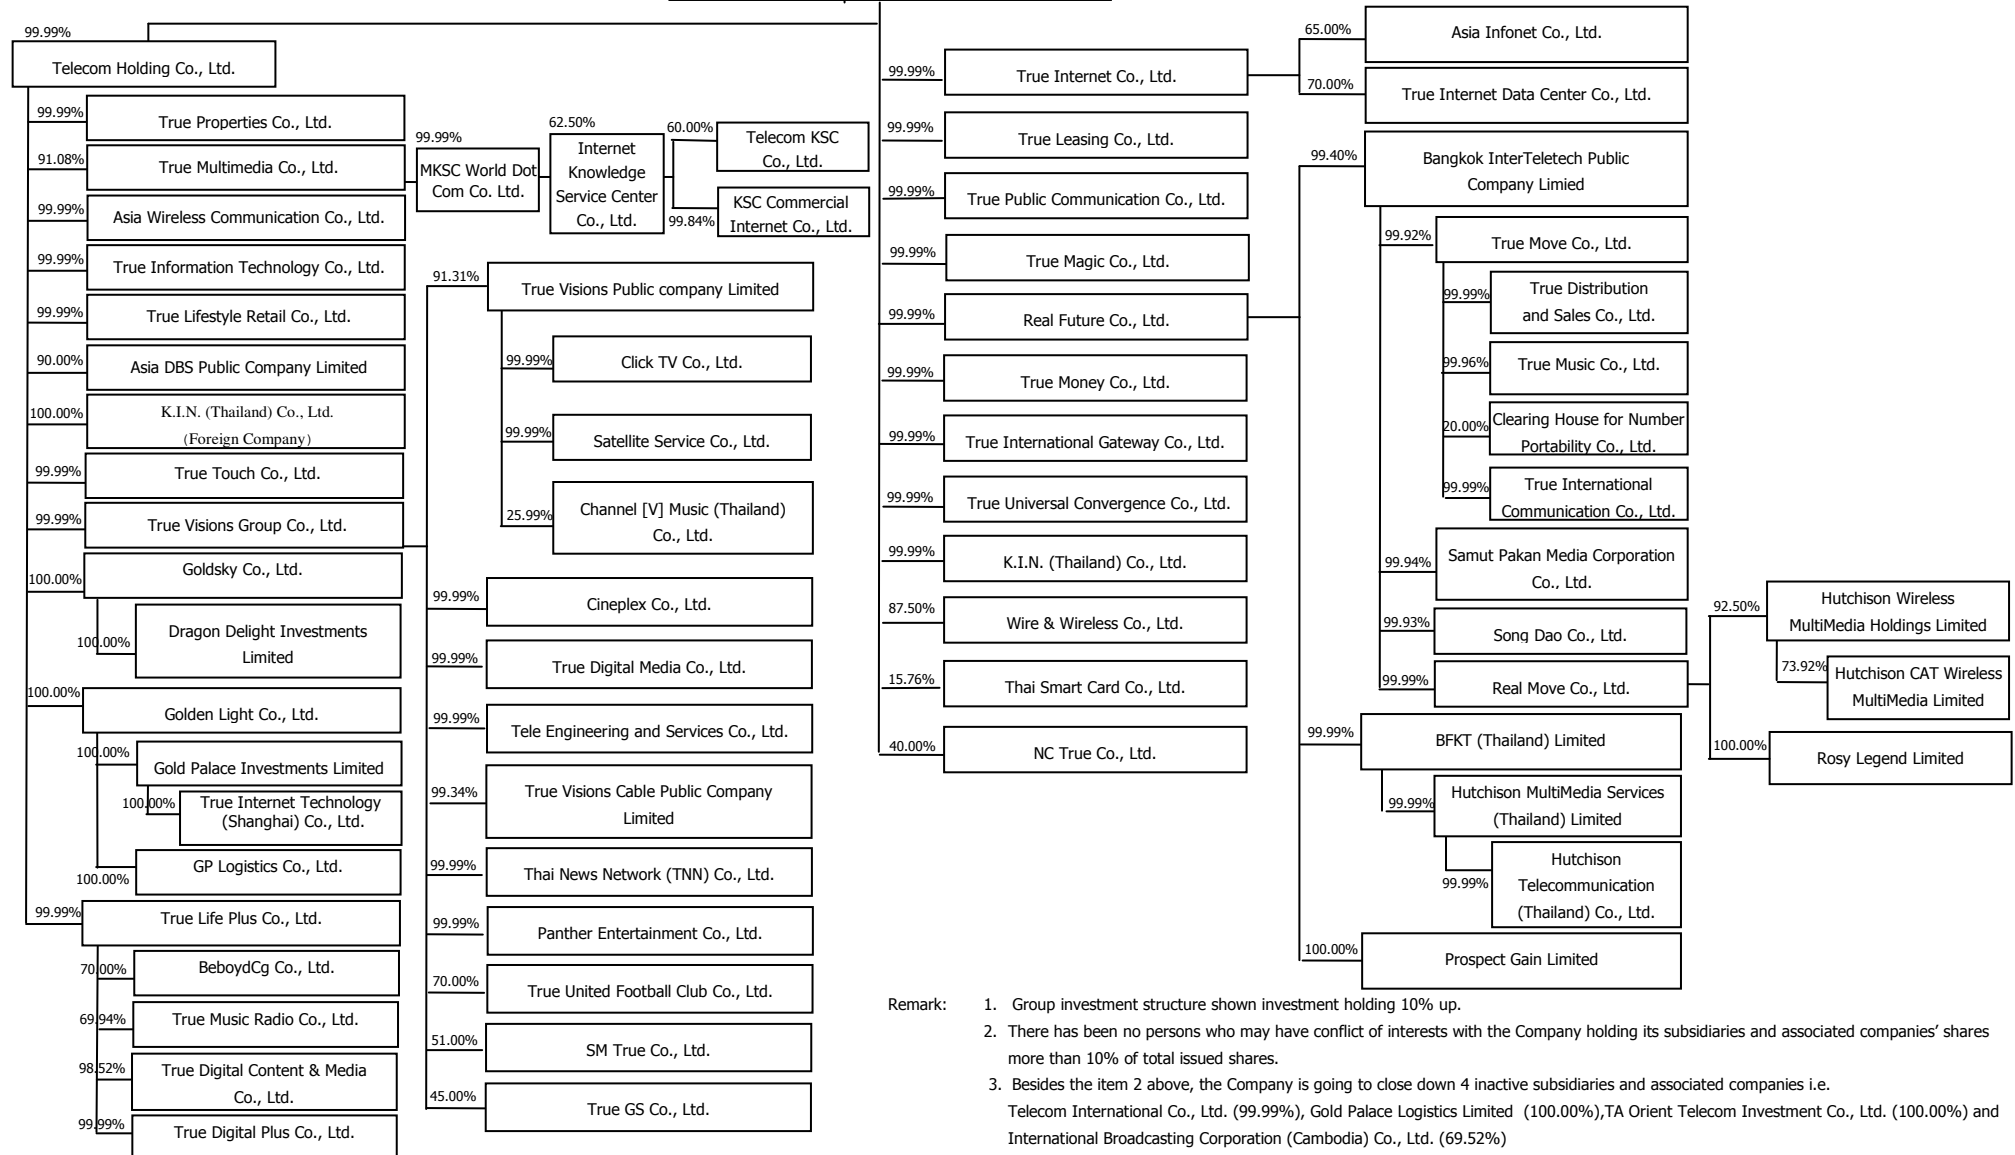 99.99%
Telecom Holding Co., Ltd.
99.99%
True Properties Co., Ltd.
91.08%
True Multimedia Co., Ltd.
99.99%
MKSC World Dot
Com Co. Ltd.
62.50%
Internet
Knowledge
Service Center
Co., Ltd.
60.00%
Telecom KSC
Co., Ltd.
99.84%
KSC Commercial
Internet Co., Ltd.
99.99%
Asia Wireless Communication Co., Ltd.
99.99%
True Information Technology Co., Ltd.
99.99%
True Lifestyle Retail Co., Ltd.
90.00%
Asia DBS Public Company Limited
100.00%
K.I.N. (Thailand) Co., Ltd.
(Foreign Company)
99.99%
True Touch Co., Ltd.
99.99%
True Visions Group Co., Ltd.
100.00%
Goldsky Co., Ltd.
100.00%
Dragon Delight Investments
Limited
100.00%
Golden Light Co., Ltd.
100.00%
Gold Palace Investments Limited
100.00%
True Internet Technology
(Shanghai) Co., Ltd.
100.00%
GP Logistics Co., Ltd.
99.99%
True Life Plus Co., Ltd.
70.00%
BeboydCg Co., Ltd.
69.94%
True Music Radio Co., Ltd.
98.52%
True Digital Content & Media
Co., Ltd.
99.99%
True Digital Plus Co., Ltd.
91.31%
True Visions Public company Limited
99.99%
Click TV Co., Ltd.
99.99%
Satellite Service Co., Ltd.
25.99%
Channel [V] Music (Thailand)
Co., Ltd.
99.99%
Cineplex Co., Ltd.
99.99%
True Digital Media Co., Ltd.
99.99%
Tele Engineering and Services Co., Ltd.
99.34%
True Visions Cable Public Company
Limited
99.99%
Thai News Network (TNN) Co., Ltd.
99.99%
Panther Entertainment Co., Ltd.
70.00%
True United Football Club Co., Ltd.
51.00%
SM True Co., Ltd.
45.00%
True GS Co., Ltd.
99.99%
True Internet Co., Ltd.
65.00%
Asia Infonet Co., Ltd.
70.00%
True Internet Data Center Co., Ltd.
99.99%
True Leasing Co., Ltd.
99.99%
True Public Communication Co., Ltd.
99.99%
True Magic Co., Ltd.
99.99%
Real Future Co., Ltd.
99.99%
True Money Co., Ltd.
99.99%
True International Gateway Co., Ltd.
99.99%
True Universal Convergence Co., Ltd.
99.99%
K.I.N. (Thailand) Co., Ltd.
87.50%
Wire & Wireless Co., Ltd.
15.76%
Thai Smart Card Co., Ltd.
40.00%
NC True Co., Ltd.
99.40%
Bangkok InterTeletech Public
Company Limied
99.92%
True Move Co., Ltd.
99.99%
True Distribution
and Sales Co., Ltd.
99.96%
True Music Co., Ltd.
20.00%
Clearing House for Number
Portability Co., Ltd.
99.99%
True International
Communication Co., Ltd.
99.94%
Samut Pakan Media Corporation
Co., Ltd.
99.93%
Song Dao Co., Ltd.
99.99%
Real Move Co., Ltd.
92.50%
Hutchison Wireless
MultiMedia Holdings Limited
73.92%
Hutchison CAT Wireless
MultiMedia Limited
100.00%
Rosy Legend Limited
99.99%
BFKT (Thailand) Limited
99.99%
Hutchison MultiMedia Services
(Thailand) Limited
99.99%
Hutchison
Telecommunication
(Thailand) Co., Ltd.
100.00%
Prospect Gain Limited
Remark: 1. Group investment structure shown investment holding 10% up.
2. There has been no persons who may have conflict of interests with the Company holding its subsidiaries and associated companies’ shares
more than 10% of total issued shares.
3. Besides the item 2 above, the Company is going to close down 4 inactive subsidiaries and associated companies i.e.
Telecom International Co., Ltd. (99.99%), Gold Palace Logistics Limited (100.00%),TA Orient Telecom Investment Co., Ltd. (100.00%) and
International Broadcasting Corporation (Cambodia) Co., Ltd. (69.52%)